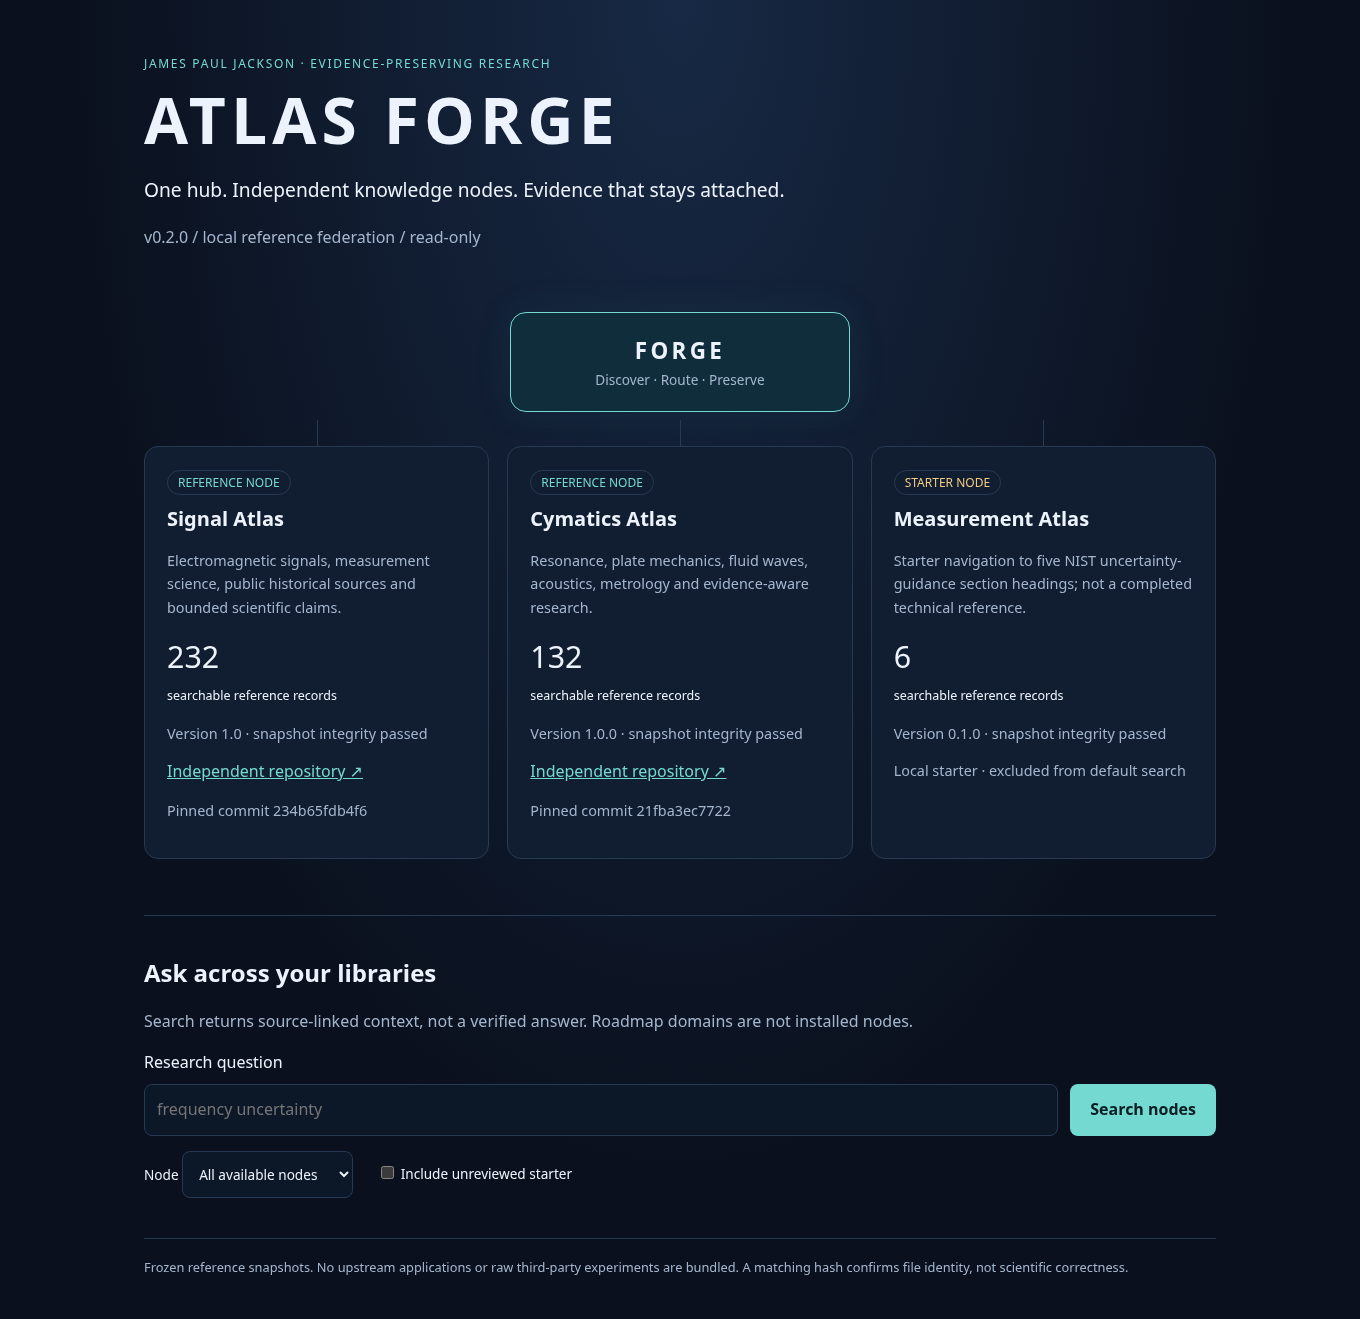 JAMES PAUL JACKSON · EVIDENCE-PRESERVING RESEARCH
ATLAS FORGE
One hub. Independent knowledge nodes. Evidence that stays attached.
v0.2.0 / local reference federation / read-only
FORGE
Discover · Route · Preserve
REFERENCE NODE
Signal Atlas
Electromagnetic signals, measurement
science, public historical sources and
bounded scientific claims.
232
searchable reference records
Version 1.0 · snapshot integrity passed
Independent repository ↗
Pinned commit 234b65fdb4f6
REFERENCE NODE
Cymatics Atlas
Resonance, plate mechanics, fluid waves,
acoustics, metrology and evidence-aware
research.
132
searchable reference records
Version 1.0.0 · snapshot integrity passed
Independent repository ↗
Pinned commit 21fba3ec7722
STARTER NODE
Measurement Atlas
Starter navigation to five NIST uncertainty-
guidance section headings; not a completed
technical reference.
6
searchable reference records
Version 0.1.0 · snapshot integrity passed
Local starter · excluded from default search
Ask across your libraries
Search returns source-linked context, not a verified answer. Roadmap domains are not installed nodes.
Research question
frequency uncertainty
Search nodes
Node All available nodes Include unreviewed starter
Frozen reference snapshots. No upstream applications or raw third-party experiments are bundled. A matching hash confirms file identity, not scientific correctness.